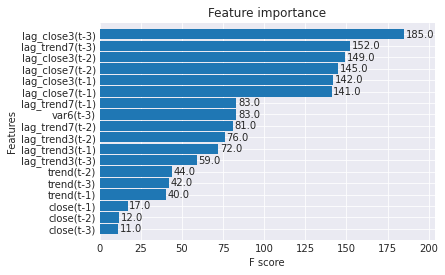 Feature importance
lag_close3(t-3) 185.0
lag_trend7(t-3) 152.0
lag_close3(t-2) 149.0
lag_close7(t-2) 145.0
lag_close3(t-1) 142.0
lag_close7(t-1) 141.0
lag_trend7(t-1) 83.0
var6(t-3) 83.0
lag_trend7(t-2) 81.0
lag_trend3(t-2) 76.0
lag_trend3(t-1) 72.0
lag_trend3(t-3) 59.0
trend(t-2) 44.0
trend(t-3) 42.0
trend(t-1) 40.0
close(t-1) 17.0
close(t-2) 12.0
close(t-3) 11.0
Features
0 25 50 75 100 125 150 175 200
F score